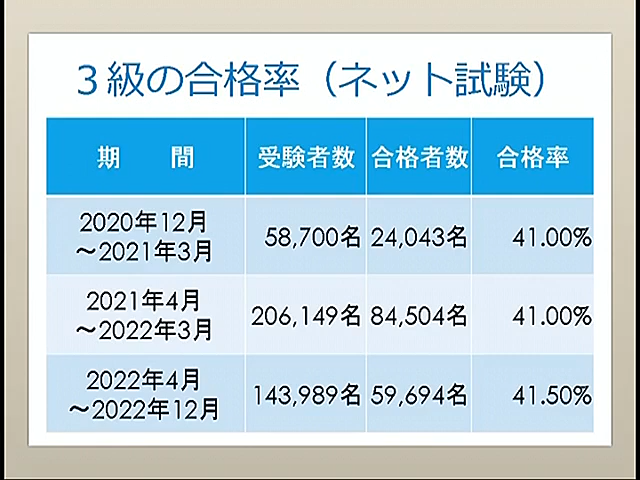 ３級の合格率（ネット試験）
期　　間　受験者数　合格者数　合格率
2020年12月
～2021年3月　58,700名　24,043名　41.00%
2021年4月
～2022年3月　206,149名　84,504名　41.00%
2022年4月
～2022年12月　143,989名　59,694名　41.50%